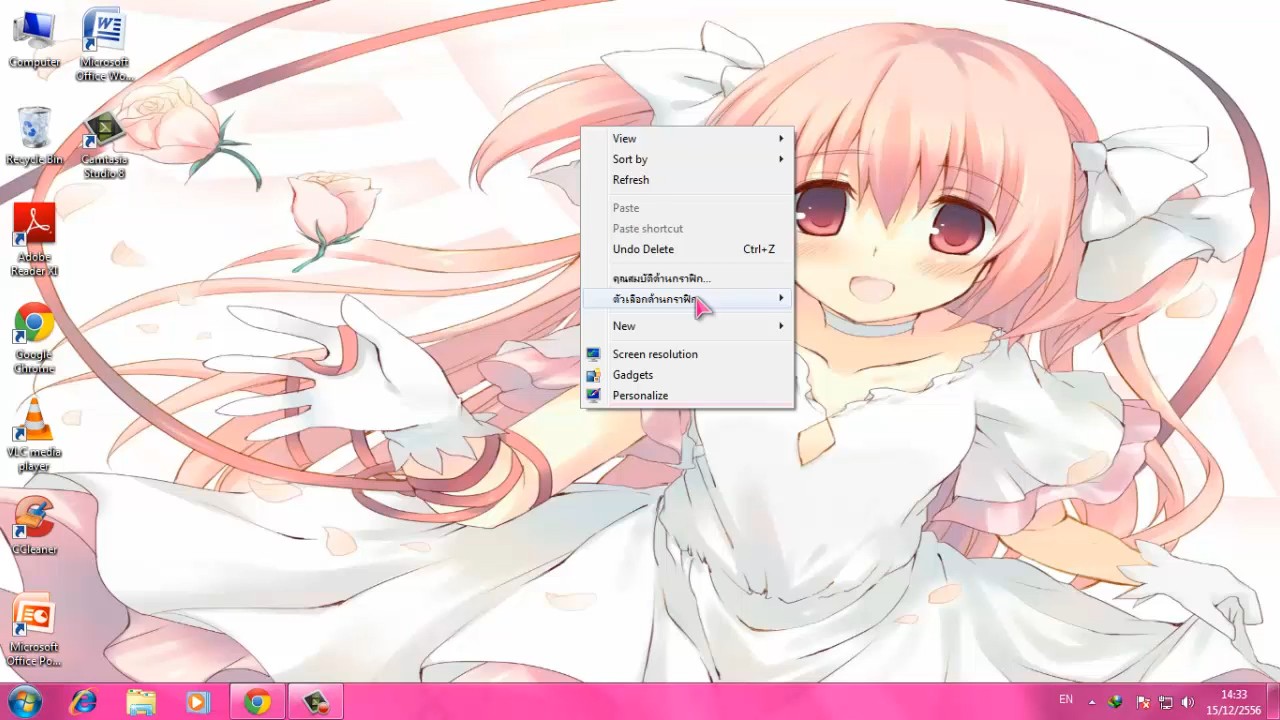 Computer
Microsoft
Office Wo...
Recycle Bin
Camtasia
Studio 8
Adobe
Reader XI
Google
Chrome
VLC media
player
CCleaner
Microsoft
Office Po...
View
Sort by
Refresh
Paste
Paste shortcut
Undo Delete Ctrl+Z
คุณสมบัติด้านกราฟิก...
ตัวเลือกด้านกราฟิก
New
Screen resolution
Gadgets
Personalize
EN
14:33
15/12/2556